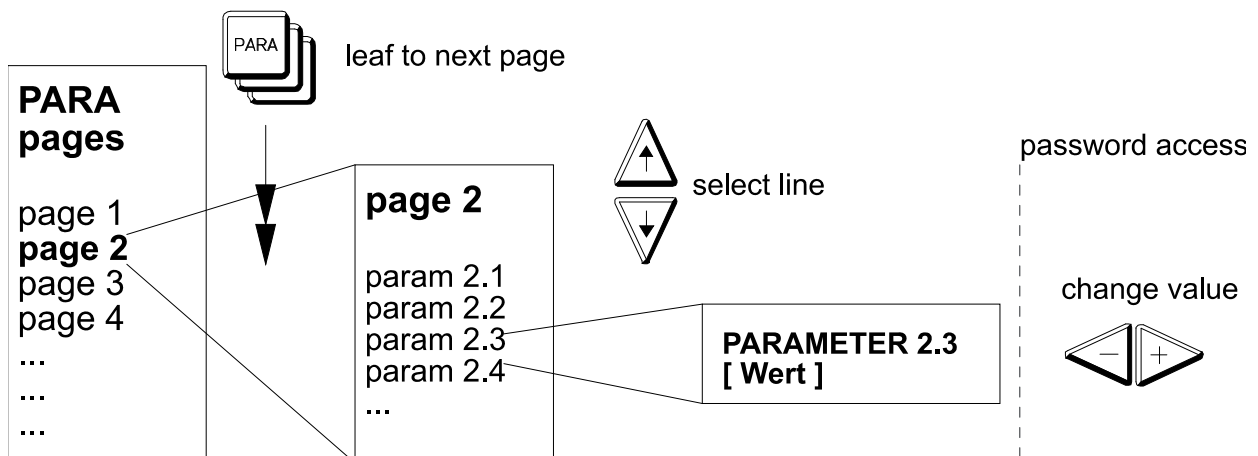 PARA
leaf to next page
PARA
pages
page 1
page 2
page 3
page 4
...
...
...
page 2
param 2.1
param 2.2
param 2.3
param 2.4
...
select line
PARAMETER 2.3
[ Wert ]
password access
change value
– +